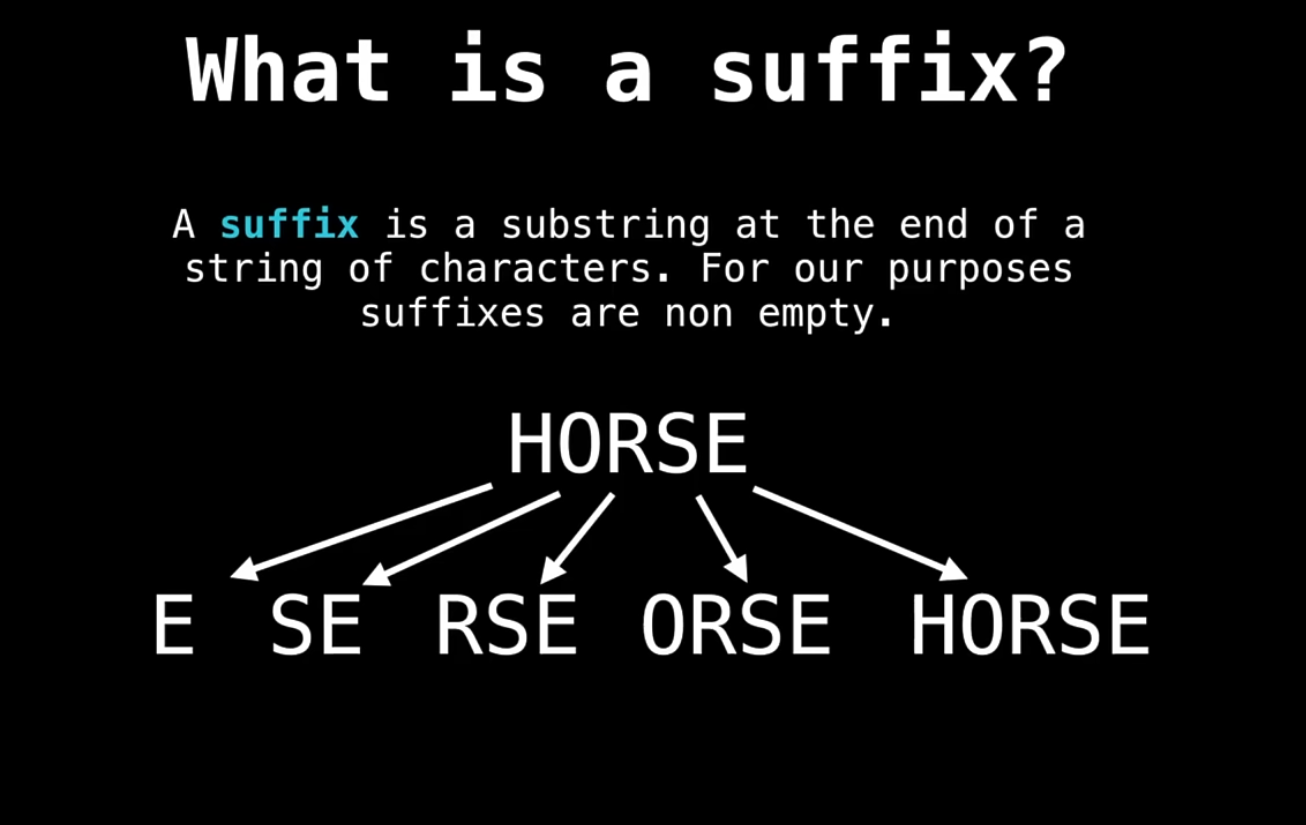 What is a suffix?
A suffix is a substring at the end of a
string of characters. For our purposes
suffixes are non empty.
HORSE
E SE RSE ORSE HORSE